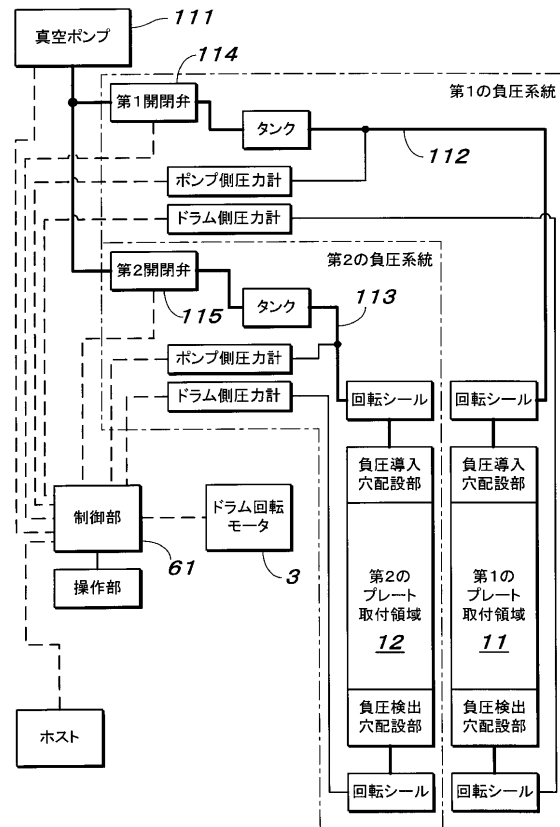 真空ポンプ
111
114
第1開閉弁
第1の負圧系統
タンク
112
ポンプ側圧力計
ドラム側圧力計
第2の負圧系統
第2開閉弁
115
タンク
113
ポンプ側圧力計
ドラム側圧力計
回転シール
回転シール
負圧導入
穴配設部
負圧導入
穴配設部
制御部
61
ドラム回転
モータ
3
操作部
第2の
プレート
取付領域
12
第1の
プレート
取付領域
11
負圧検出
穴配設部
負圧検出
穴配設部
ホスト
回転シール
回転シール